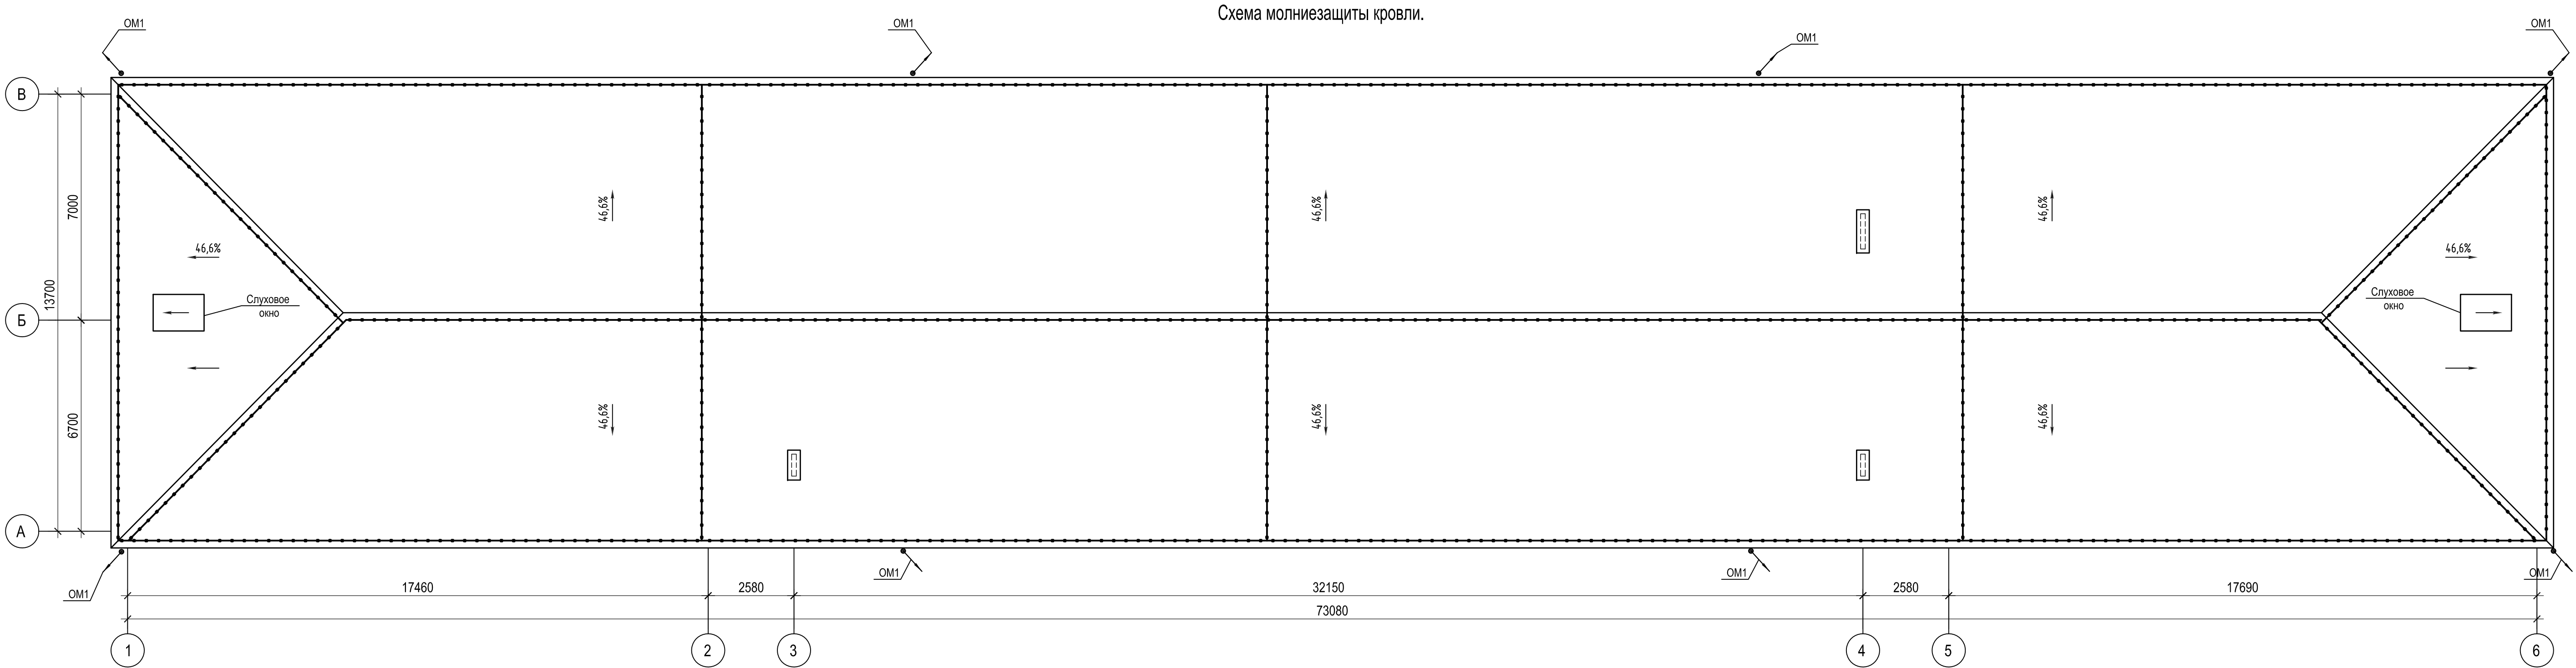 Схема молниезащиты кровли.
ОМ1
ОМ1
ОМ1
ОМ1
В
7000
46,6%
46,6%
46,6%
46,6%
46,6%
13700
Слуховое
окно
Слуховое
окно
Б
6700
46,6%
46,6%
46,6%
А
ОМ1
ОМ1
ОМ1
ОМ1
17460
2580
32150
2580
17690
73080
1
2
3
4
5
6